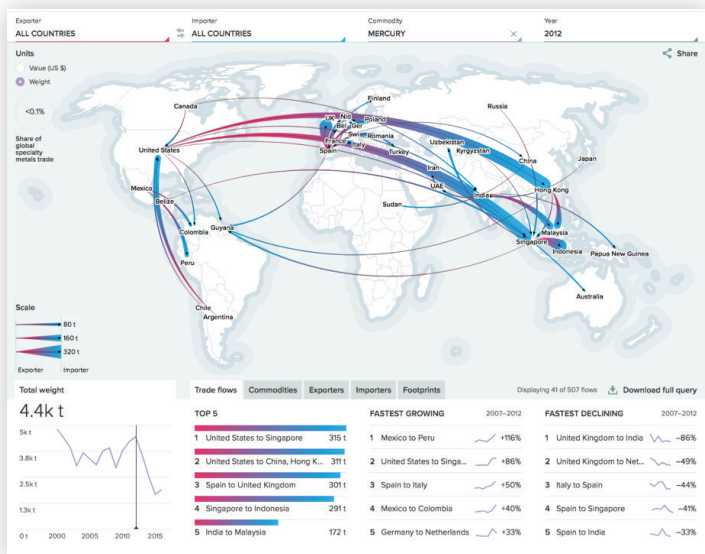 Exporter
ALL COUNTRIES
Importer
ALL COUNTRIES
Commodity
MERCURY
Year
2012
Units
Value (US $)
Weight
<0.1%
Share of
global
specialty
metals trade
Share
Canada
United States
Mexico
Belize
Colombia
Guyana
Peru
Chile
Argentina
Finland
UK
Nld
Poland
Bel
Ger
Swi
Romania
France
Italy
Spain
Turkey
Russia
Uzbekistan
Kyrgyzstan
China
Japan
Iran
UAE
India
Hong Kong
Sudan
Malaysia
Singapore
Indonesia
Papua New Guinea
Australia
Scale
80 t
160 t
320 t
Exporter
Importer
Total weight
4.4k t
5k t
3.8k t
2.5k t
1.3k t
0 t
2000
2005
2010
2015
Trade flows
Commodities
Exporters
Importers
Footprints
Displaying 41 of 507 flows
Download full query
TOP 5
1 United States to Singapore 315 t
2 United States to China, Hong K... 311 t
3 Spain to United Kingdom 301 t
4 Singapore to Indonesia 291 t
5 India to Malaysia 172 t
FASTEST GROWING 2007–2012
1 Mexico to Peru +116%
2 United States to Singa... +86%
3 Spain to Italy +50%
4 Mexico to Colombia +40%
5 Germany to Netherlands +33%
FASTEST DECLINING 2007–2012
1 United Kingdom to India −86%
2 United Kingdom to Net... −49%
3 Italy to Spain −44%
4 Spain to Singapore −41%
5 Spain to India −33%